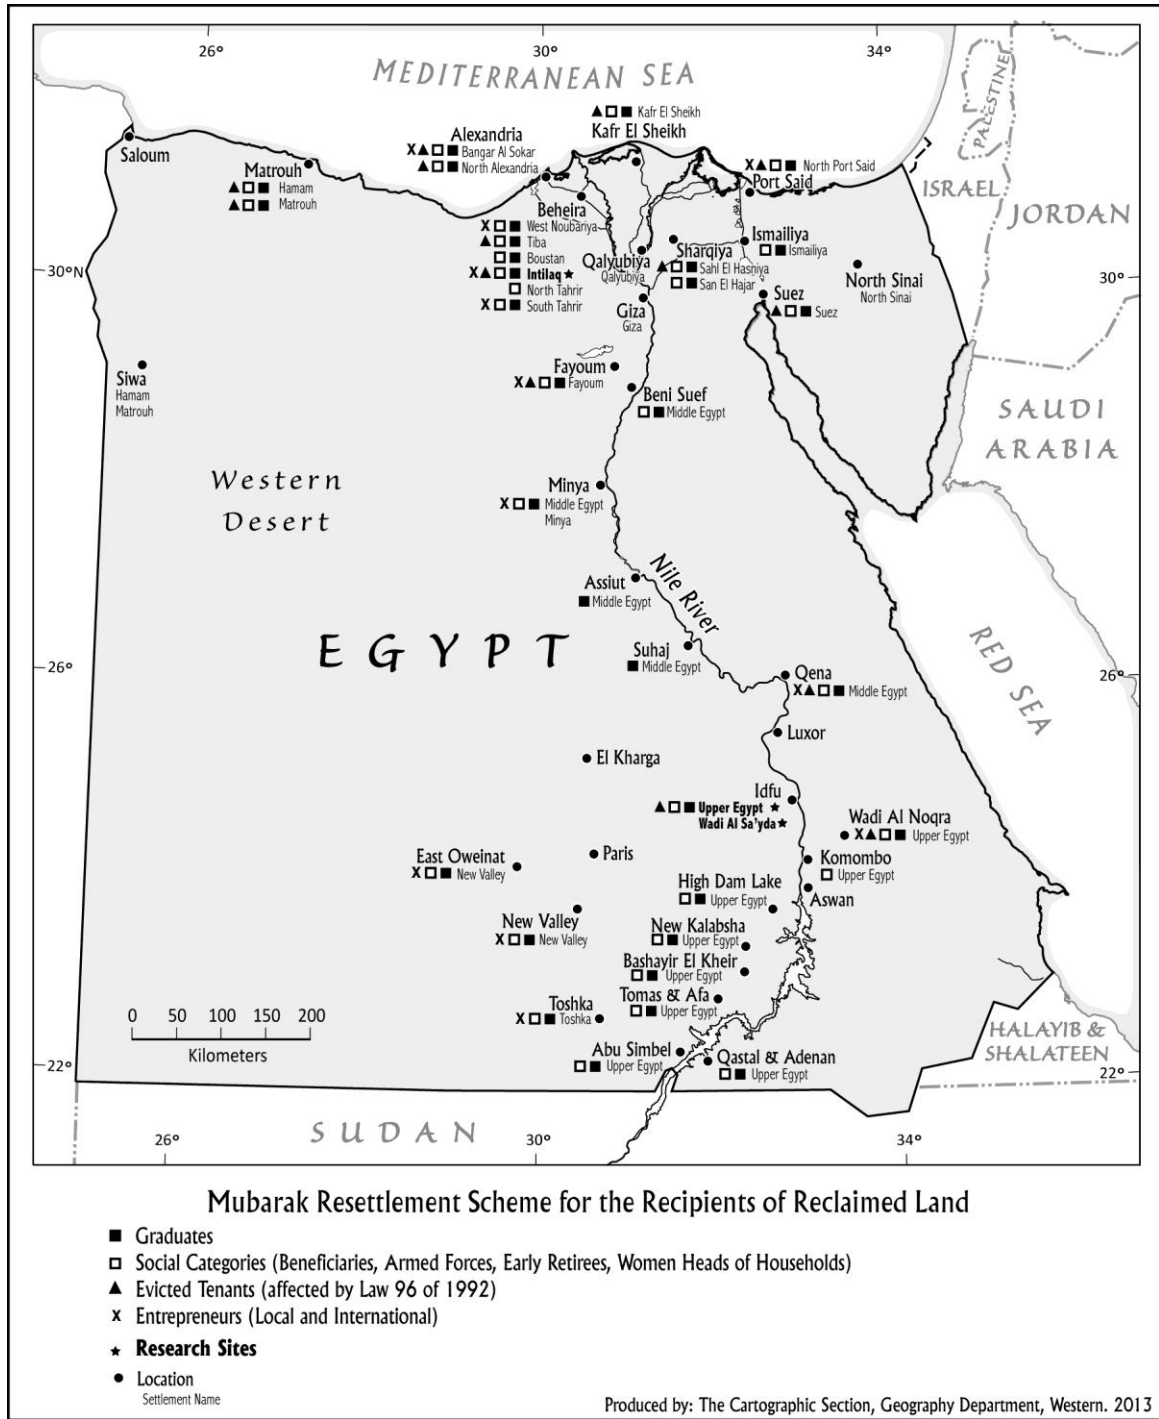 26°
30°
34°
MEDITERRANEAN SEA
PALESTINE
ISRAEL
JORDAN
Kafr El Sheikh
Kafr El Sheikh
Alexandria
X Bangar Al Sokar
North Alexandria
Saloum
Matrouh
Hamam
Matrouh
X North Port Said
Port Said
Beheira
X West Noubariya
Tiba
Boustan
X Intilaq
North Tahrir
X South Tahrir
Qalyubiya
Qalyubiya
Sharqiya
Sahl El Hasniya
San El Hajar
Ismailiya
Ismailiya
North Sinai
North Sinai
30°N
30°
Giza
Giza
Suez
Suez
Siwa
Hamam
Matrouh
Fayoum
X Fayoum
Beni Suef
Middle Egypt
SAUDI
ARABIA
Western
Desert
Minya
X Middle Egypt
Minya
Nile River
Assiut
Middle Egypt
EGYPT
Suhaj
Middle Egypt
RED SEA
26°
26°
Qena
X Middle Egypt
Luxor
El Kharga
Idfu
Upper Egypt
Wadi Al Sa'yda
Wadi Al Noqra
X Upper Egypt
Paris
East Oweinat
X New Valley
Komombo
Upper Egypt
Aswan
High Dam Lake
Upper Egypt
New Valley
X New Valley
New Kalabsha
Upper Egypt
Bashayir El Kheir
Upper Egypt
Tomas & Afa
Upper Egypt
Toshka
X Toshka
0 50 100 150 200
Kilometers
HALAYIB &
SHALATEEN
Abu Simbel
Upper Egypt
Qastal & Adenan
Upper Egypt
22°
22°
SUDAN
26°
30°
34°
Mubarak Resettlement Scheme for the Recipients of Reclaimed Land
Graduates
Social Categories (Beneficiaries, Armed Forces, Early Retirees, Women Heads of Households)
Evicted Tenants (affected by Law 96 of 1992)
X Entrepreneurs (Local and International)
Research Sites
Location
Settlement Name
Produced by: The Cartographic Section, Geography Department, Western. 2013